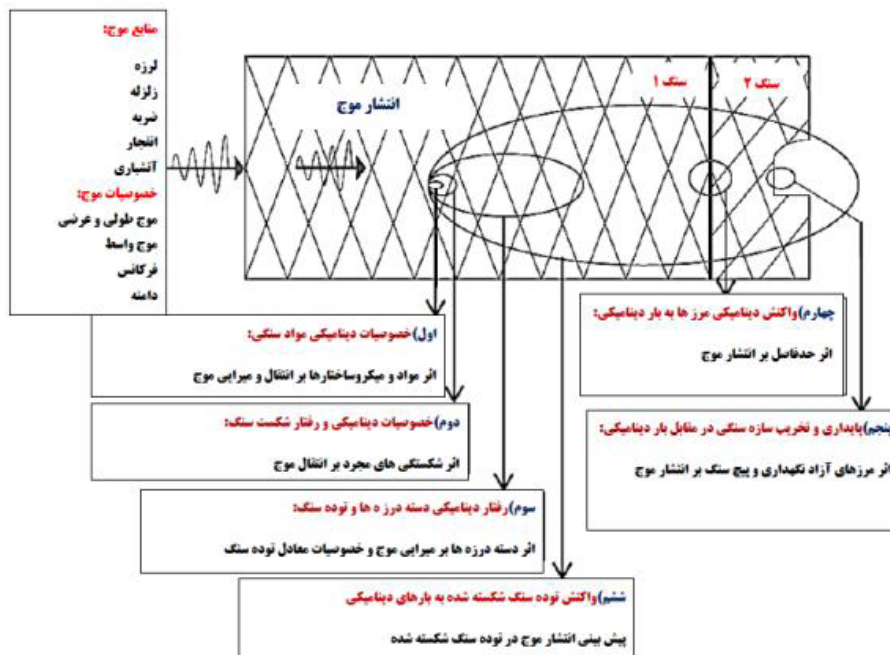 منابع موج:
لرزه
زلزله
ضربه
انفجار
آتشباری
خصوصیات موج:
موج طولی و عرضی
موج واسط
فرکانس
دامنه
انتشار موج
سنگ ۱
سنگ ۲
اول)خصوصیات دینامیکی مواد سنگی:
اثر مواد و میکروساختارها بر انتقال و میرایی موج
دوم)خصوصیات دینامیکی و رفتار شکست سنگ:
اثر شکستگی های مجرد بر انتقال موج
سوم)رفتار دینامیکی دسته درزه ها و توده سنگ:
اثر دسته درزه ها بر میرایی موج و خصوصیات معادل توده سنگ
چهارم)واکنش دینامیکی مرز ها به بار دینامیکی:
اثر حدفاصل بر انتشار موج
پنجم)پایداری و تخریب سازه سنگی در مقابل بار دینامیکی:
اثر مرزهای آزاد نگهداری و پیچ سنگ بر انتشار موج
ششم)واکنش توده سنگ شکسته شده به بارهای دینامیکی
پیش بینی انتشار موج در توده سنگ شکسته شده